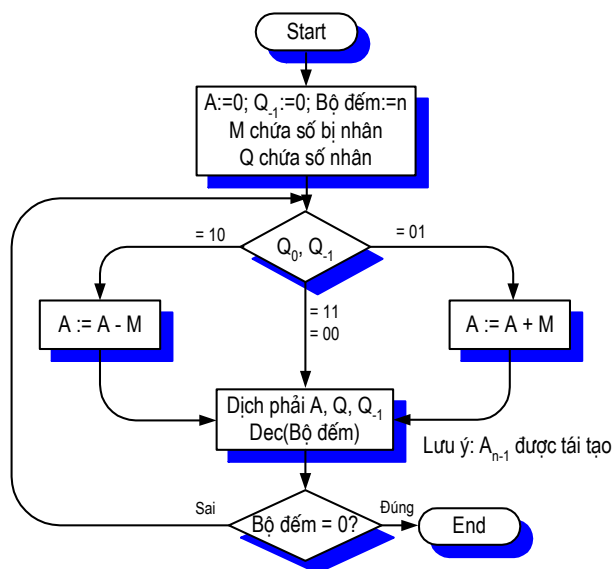 Start
A:=0; Q-1:=0; Bộ đếm:=n
M chứa số bị nhân
Q chứa số nhân
= 10
Q0, Q-1
= 01
A := A - M
= 11
= 00
A := A + M
Dịch phải A, Q, Q-1
Dec(Bộ đếm)
Lưu ý: An-1 được tái tạo
Sai
Bộ đếm = 0?
Đúng
End